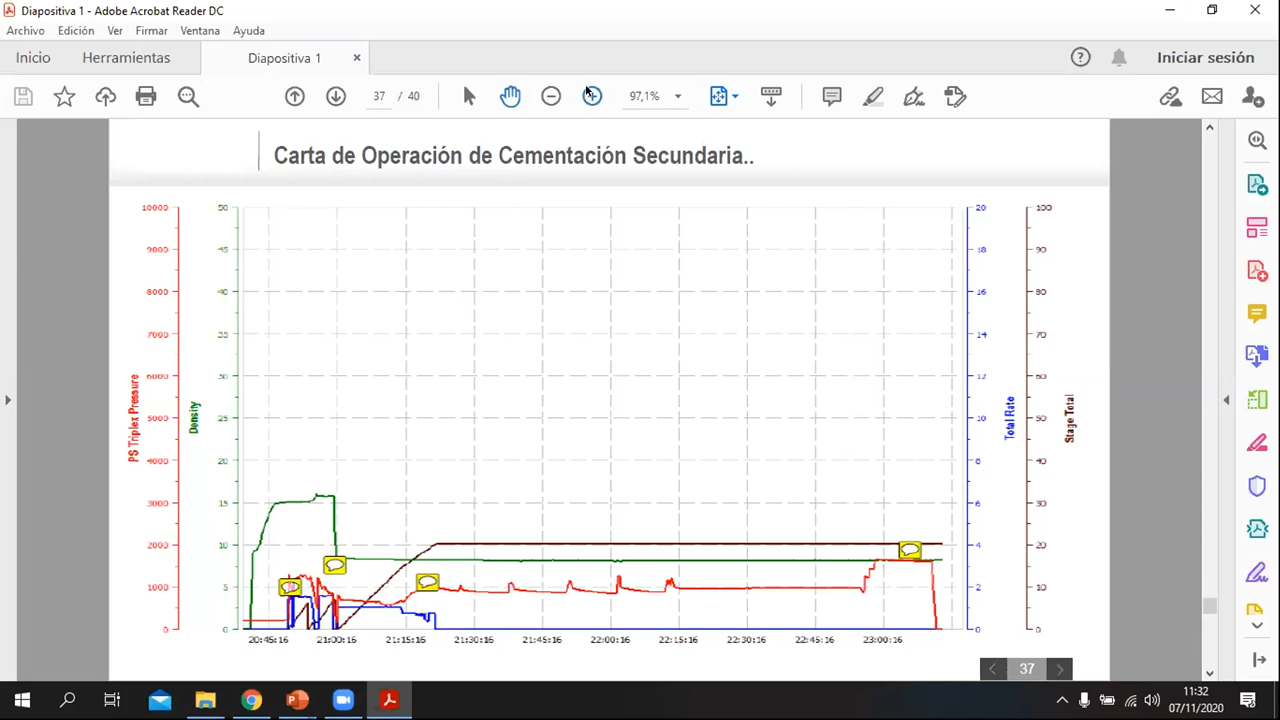 Diapositiva 1 - Adobe Acrobat Reader DC
Archivo Edición Ver Firmar Ventana Ayuda
Inicio Herramientas Diapositiva 1 × Iniciar sesión
37 / 40 97,1%
Carta de Operación de Cementación Secundaria..
10000 50 20 100
9000 45 18 90
8000 40 16 80
7000 35 14 70
6000 30 12 60
5000 25 10 50
4000 20 8 40
3000 15 6 30
2000 10 4 20
1000 5 2 10
0 0 0 0
PS Triplex Pressure
Density
Total Rate
Stage Total
20:45:16 21:00:16 21:15:16 21:30:16 21:45:16 22:00:16 22:15:16 22:30:16 22:45:16 23:00:16
37
11:32
07/11/2020